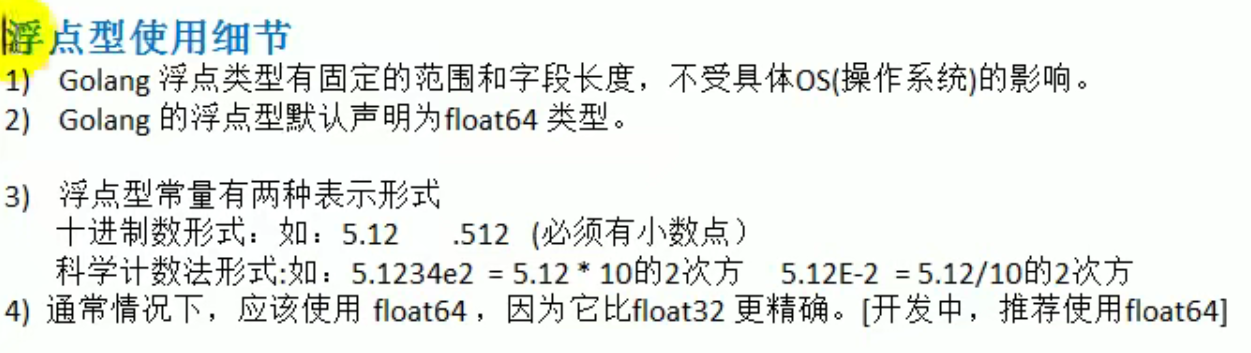 浮点型使用细节
1) Golang 浮点类型有固定的范围和字段长度，不受具体OS(操作系统)的影响。
2) Golang 的浮点型默认声明为float64 类型。
3) 浮点型常量有两种表示形式
十进制数形式：如：5.12 .512 (必须有小数点）
科学计数法形式:如：5.1234e2 = 5.12 * 10的2次方 5.12E-2 = 5.12/10的2次方
4) 通常情况下，应该使用 float64 ，因为它比float32 更精确。[开发中，推荐使用float64]